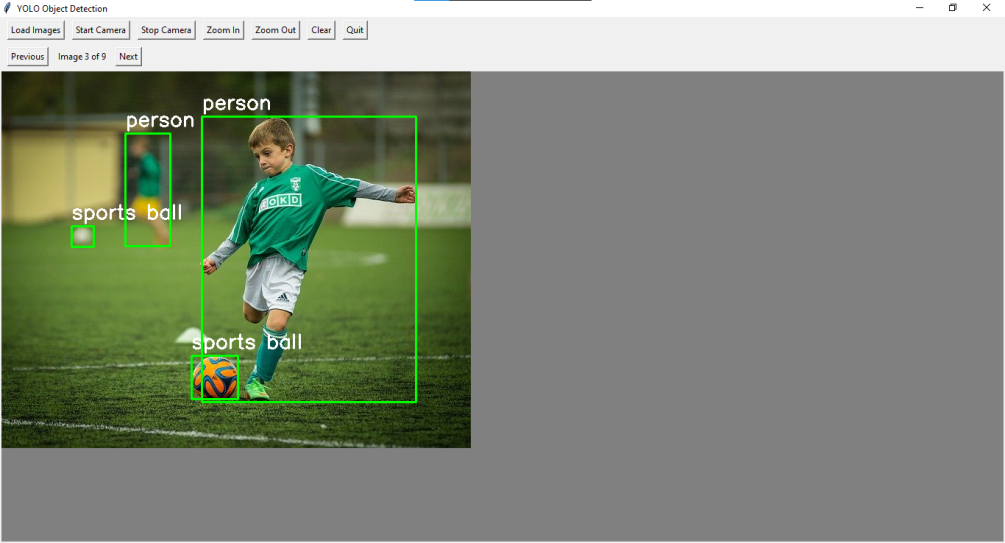 YOLO Object Detection
Load Images Start Camera Stop Camera Zoom In Zoom Out Clear Quit
Previous Image 3 of 9 Next
person
person
OKD
sports ball
sports ball